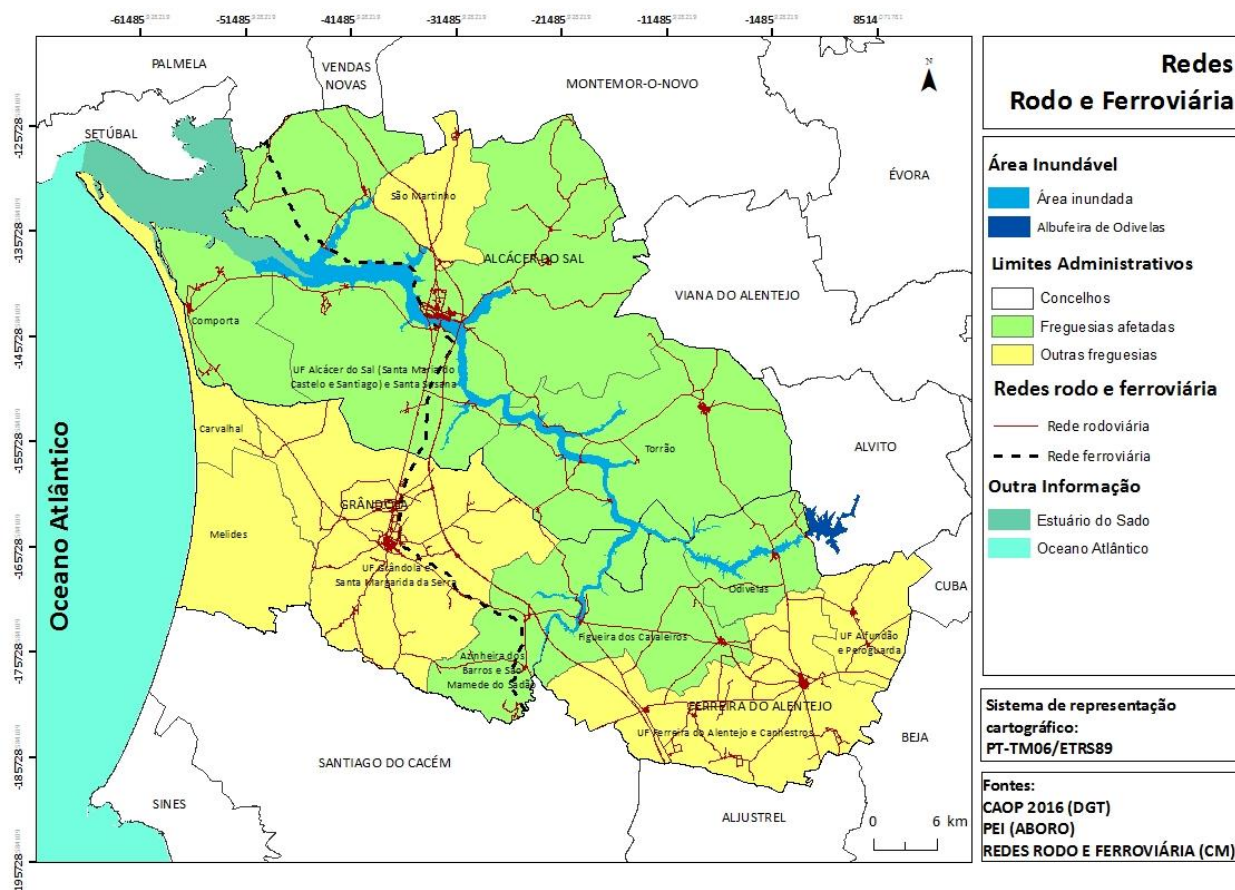 -61485
-51485
-41485
-31485
-21485
-11485
-1485
8514
-125728
-135728
-145728
-155728
-165728
-175728
-185728
195728
PALMELA
VENDAS
NOVAS
MONTEMOR-O-NOVO
N
SETÚBAL
ÉVORA
São Martinho
ALCÁCER DO SAL
VIANA DO ALENTEJO
Comporta
UF Alcácer do Sal (Santa Maria do
Castelo e Santiago) e Santa Susana
Carvalhal
Torrão
ALVITO
Oceano Atlântico
GRÂNDOLA
Melides
UF Grândola e
Santa Margarida da Serra
Odivelas
CUBA
Figueira dos Cavaleiros
UF Alfundão
e Peroguarda
Azinheira dos
Barros e São
Mamede do Sadão
FERREIRA DO ALENTEJO
UF Ferreira do Alentejo e Canhestros
BEJA
SANTIAGO DO CACÉM
SINES
ALJUSTREL
0 6 km
Redes
Rodo e Ferroviária
Área Inundável
Área inundada
Albufeira de Odivelas
Limites Administrativos
Concelhos
Freguesias afetadas
Outras freguesias
Redes rodo e ferroviária
Rede rodoviária
Rede ferroviária
Outra Informação
Estuário do Sado
Oceano Atlântico
Sistema de representação
cartográfico:
PT-TM06/ETRS89
Fontes:
CAOP 2016 (DGT)
PEI (ABORO)
REDES RODO E FERROVIÁRIA (CM)